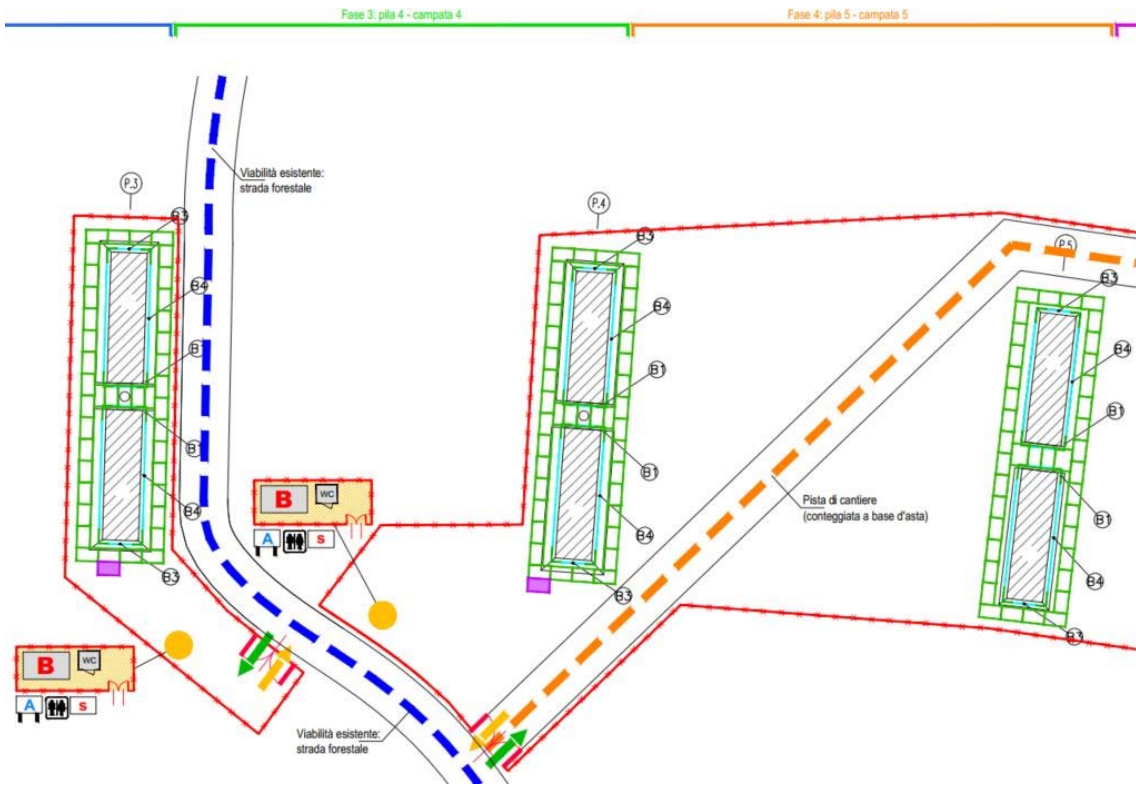 Fase 3: pila 4 - campata 4
Fase 4: pila 5 - campata 5
Viabilità esistente:
strada forestale
P.3
P.4
P.5
B3
B4
B1
B1
B4
B3
B3
B4
B1
B1
B4
B3
B3
B4
B1
B1
B4
B3
B
WC
A
S
Pista di cantiere
(conteggiata a base d'asta)
B
WC
A
S
Viabilità esistente:
strada forestale